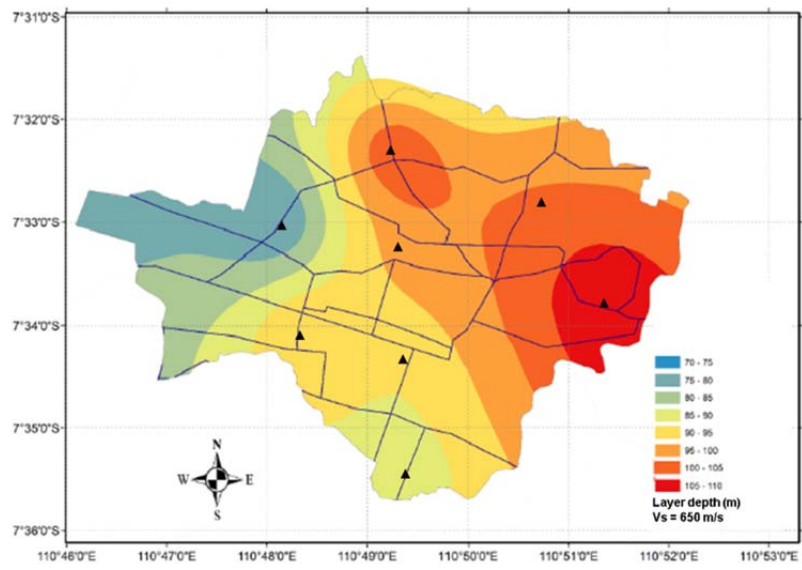 7°31'0"S
7°32'0"S
7°33'0"S
7°34'0"S
7°35'0"S
7°36'0"S
N
W E
S
70 - 75
75 - 80
80 - 85
85 - 90
90 - 95
95 - 100
100 - 105
105 - 110
Layer depth (m)
Vs = 650 m/s
110°46'0"E 110°47'0"E 110°48'0"E 110°49'0"E 110°50'0"E 110°51'0"E 110°52'0"E 110°53'0"E